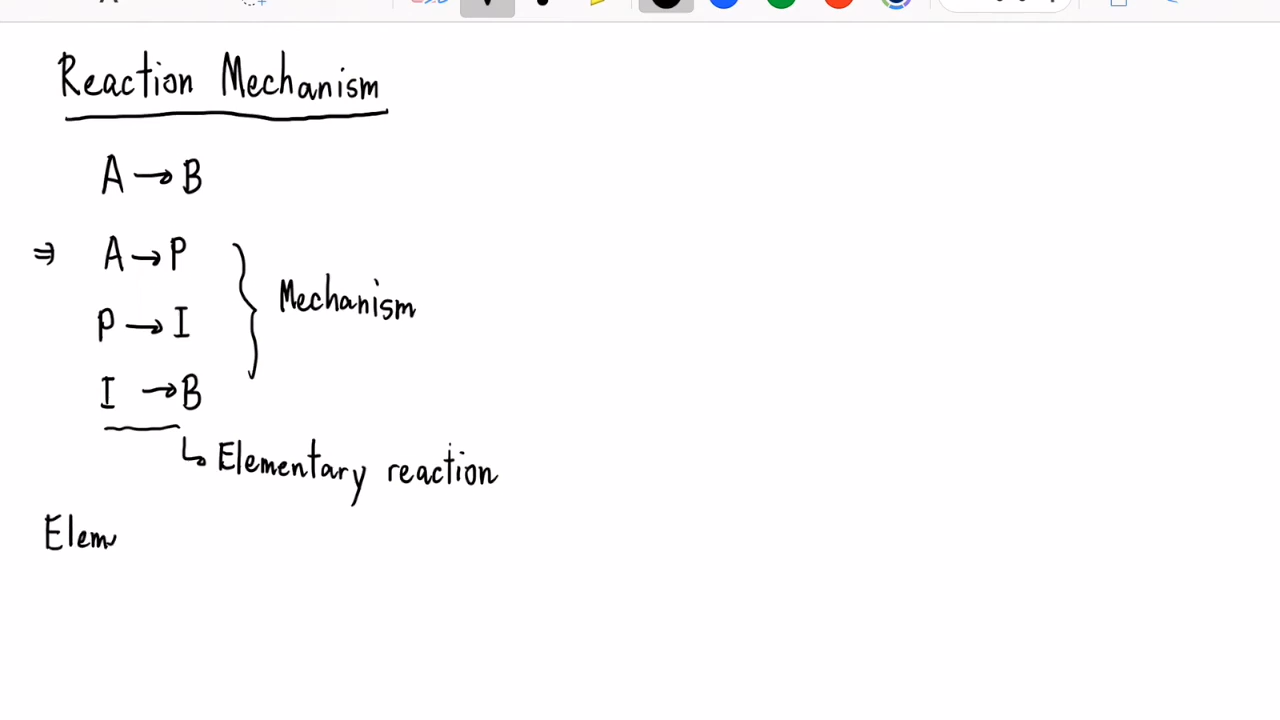 Reaction Mechanism
A → B
⇒ A → P
P → I
Mechanism
I → B
↳ Elementary reaction
Elem